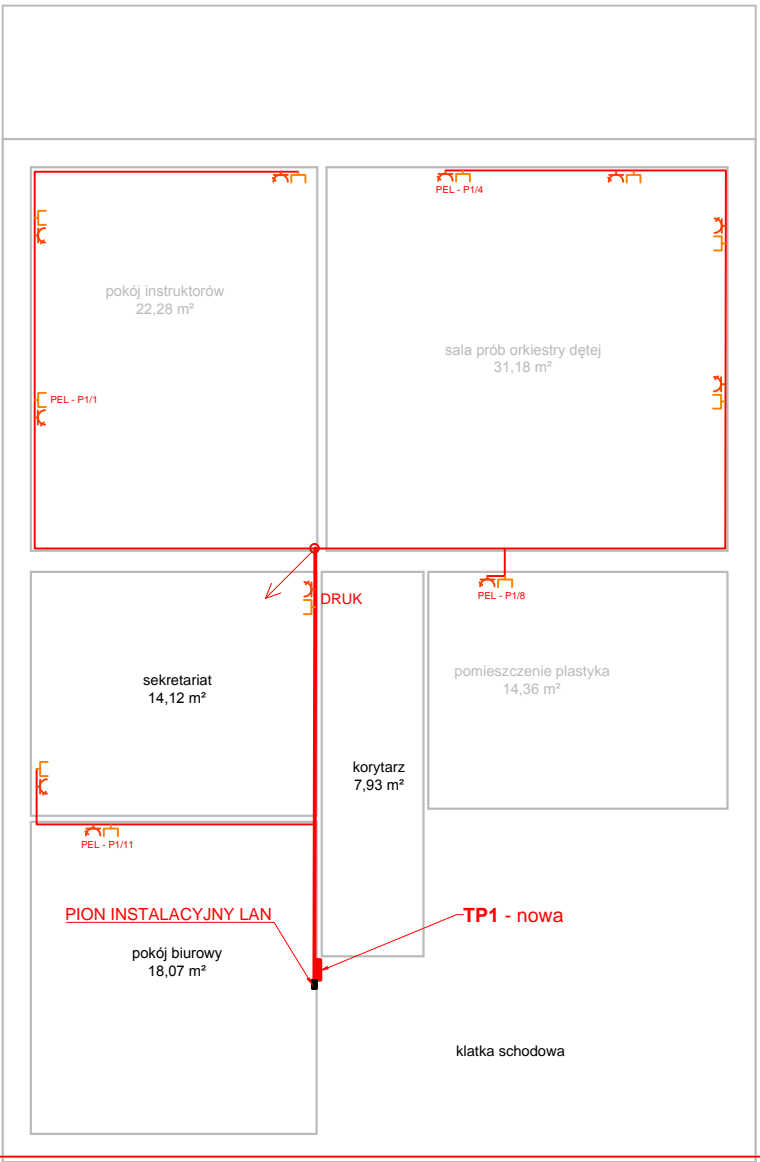 PEL - P1/4
pokój instruktorów
22,28 m²
sala prób orkiestry dętej
31,18 m²
PEL - P1/1
DRUK
PEL - P1/8
sekretariat
14,12 m²
pomieszczenie plastyka
14,36 m²
korytarz
7,93 m²
PEL - P1/11
PION INSTALACYJNY LAN
TP1 - nowa
pokój biurowy
18,07 m²
klatka schodowa